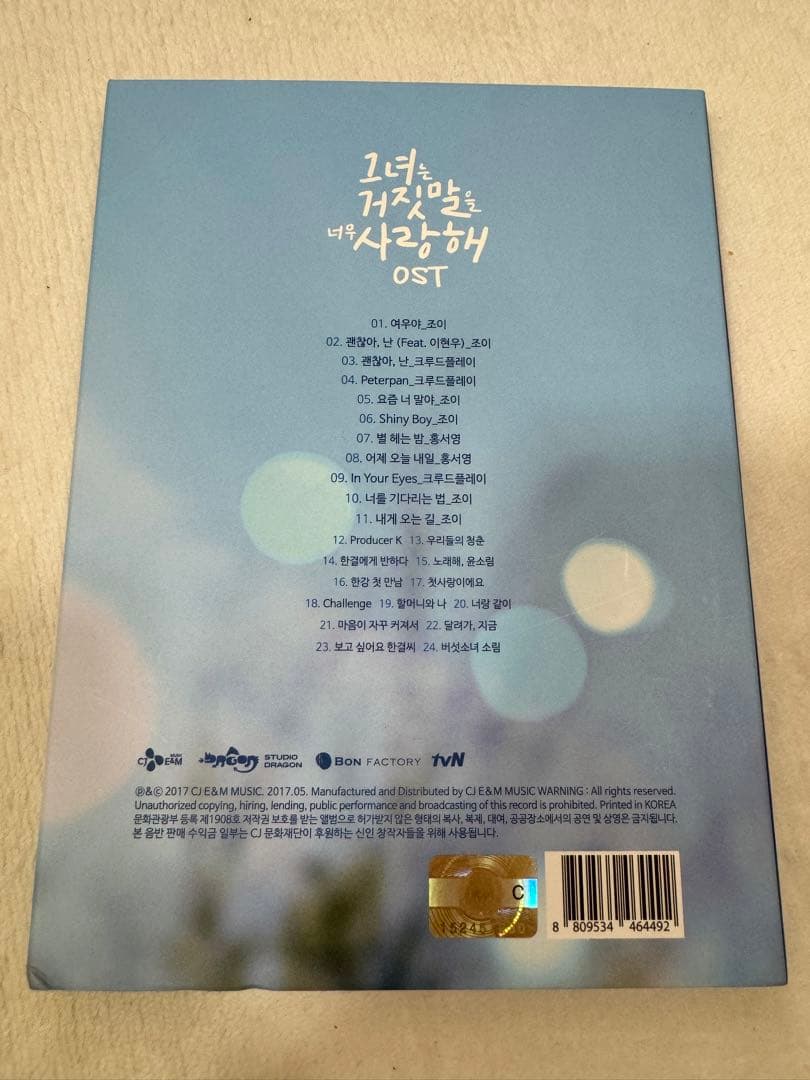 그녀는
거짓말을
너무 사랑해
OST
01. 여우야_조이
02. 괜찮아, 난 (Feat. 이현우)_조이
03. 괜찮아, 난_크루드플레이
04. Peterpan_크루드플레이
05. 요즘 너 말야_조이
06. Shiny Boy_조이
07. 별 헤는 밤_홍서영
08. 어제 오늘 내일_홍서영
09. In Your Eyes_크루드플레이
10. 너를 기다리는 법_조이
11. 내게 오는 길_조이
12. Producer K 13. 우리들의 청춘
14. 한결에게 반하다 15. 노래해, 윤소림
16. 한강 첫 만남 17. 첫사랑이에요
18. Challenge 19. 할머니와 나 20. 너랑 같이
21. 마음이 자꾸 커져서 22. 달려가, 지금
23. 보고 싶어요 한결씨 24. 버섯소녀 소림
CJ E&M MUSIC DRAGON STUDIO DRAGON BON FACTORY tvN
℗&© 2017 CJ E&M MUSIC. 2017.05. Manufactured and Distributed by CJ E&M MUSIC WARNING : All rights reserved.
Unauthorized copying, hiring, lending, public performance and broadcasting of this record is prohibited. Printed in KOREA
문화관광부 등록 제1908호 저작권 보호를 받는 앨범으로 허가받지 않은 형태의 복사, 복제, 대여, 공공장소에서의 공연 및 상영은 금지됩니다.
본 음반 판매 수익금 일부는 CJ 문화재단이 후원하는 신인 창작자들을 위해 사용됩니다.
C
8 809534 464492